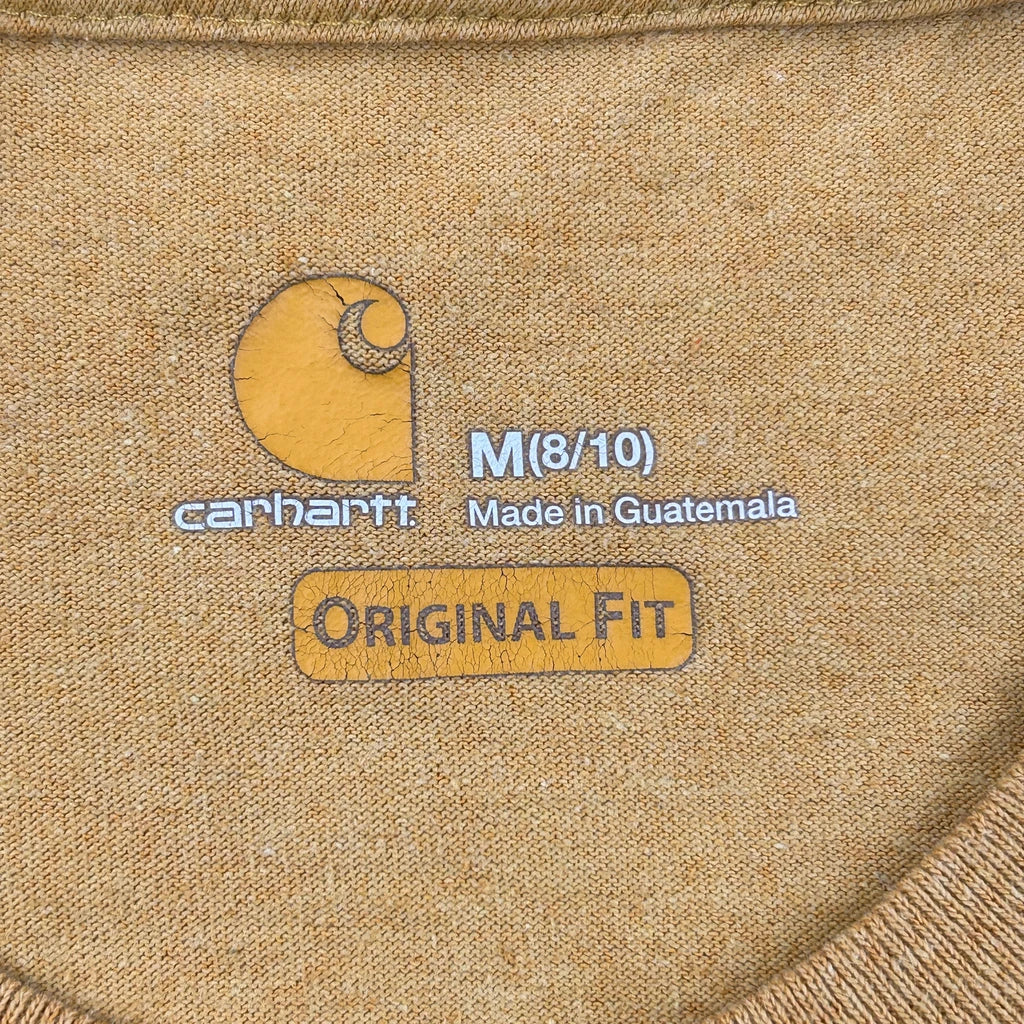 carhartt.
M(8/10)
Made in Guatemala
ORIGINAL FIT